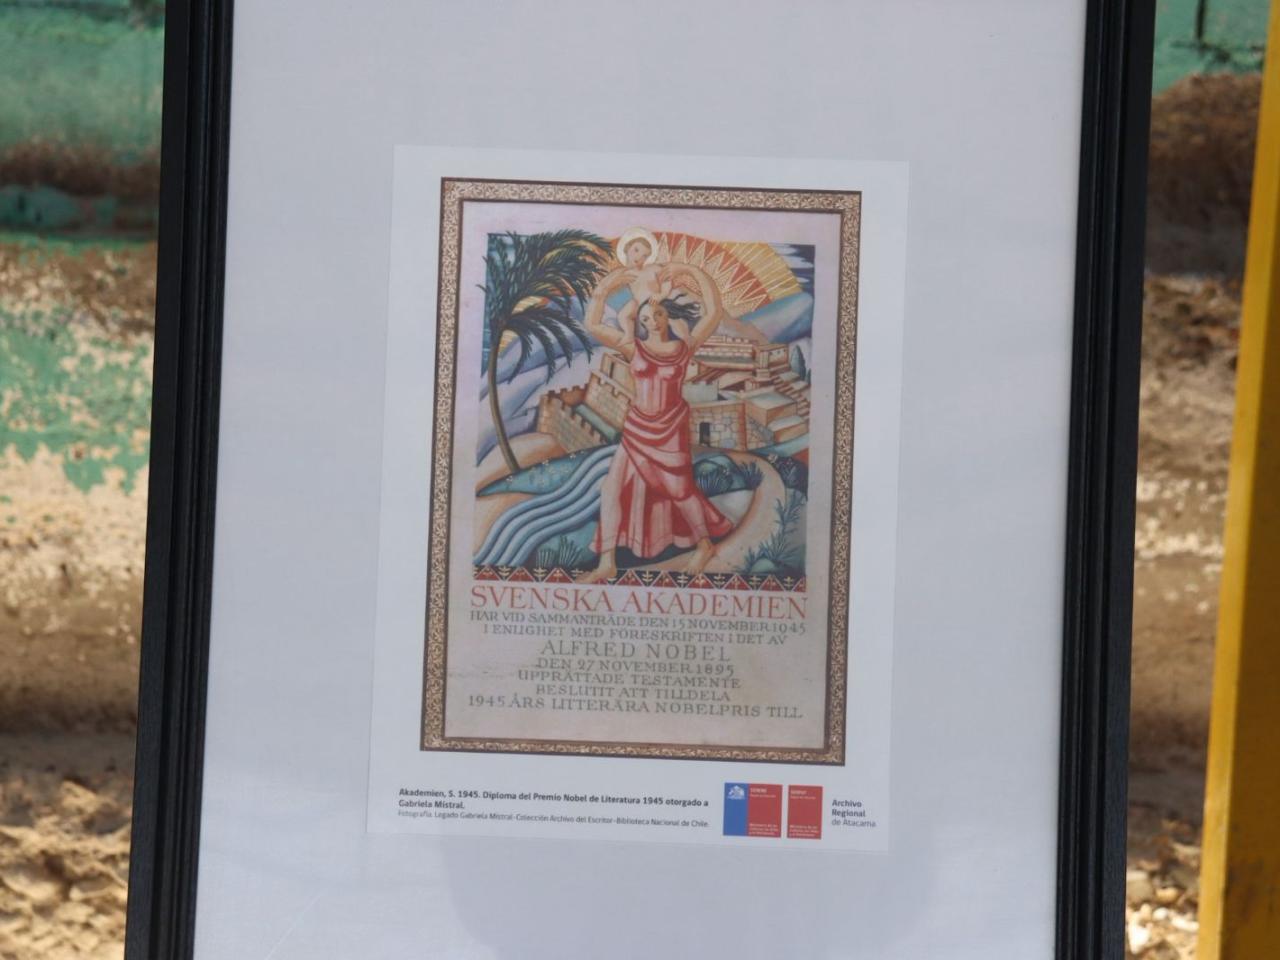 SVENSKA AKADEMIEN
HAR VID SAMMANTRÄDE DEN 15 NOVEMBER 1945
I ENLIGHET MED FÖRESKRIFTEN I DET AV
ALFRED NOBEL
DEN 27 NOVEMBER 1895
UPPRÄTTADE TESTAMENTE
BESLUTIT ATT TILLDELA
1945 ÅRS LITTERÄRA NOBELPRIS TILL
Akademien, S. 1945. Diploma del Premio Nobel de Literatura 1945 otorgado a
Gabriela Mistral.
Fotografía. Legado Gabriela Mistral-Colección Archivo del Escritor-Biblioteca Nacional de Chile.
Archivo
Regional
de Atacama